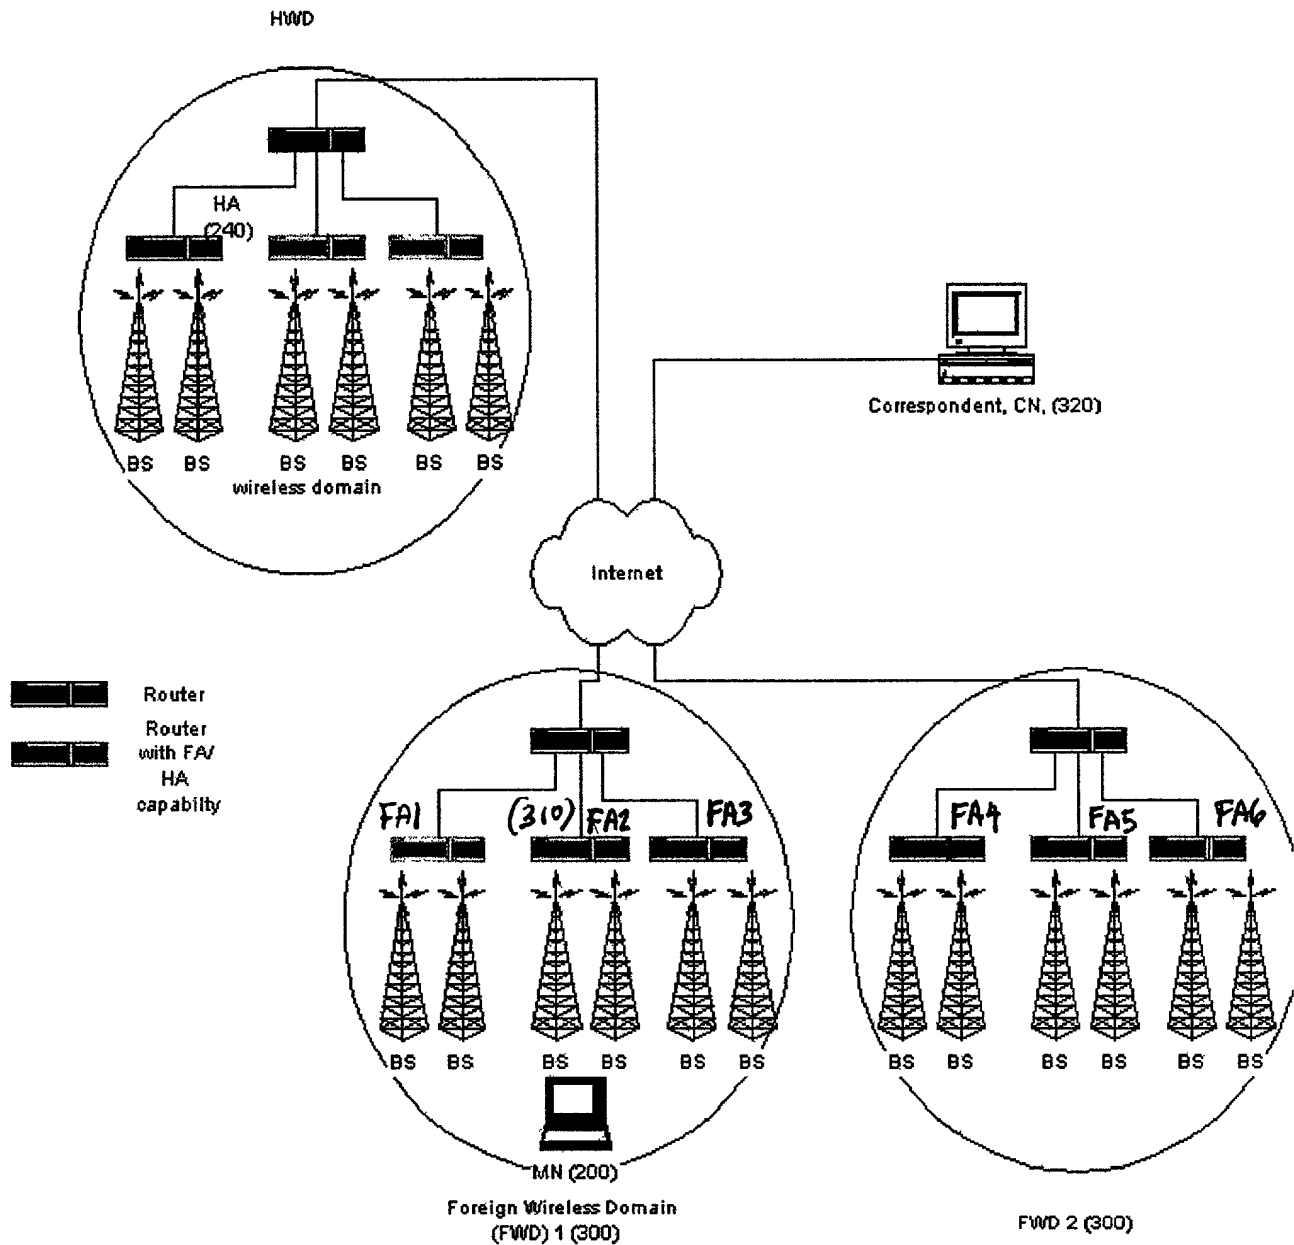 HWD
HA
(240)
BS BS BS BS BS BS
wireless domain
Correspondent, CN, (320)
Internet
Router
Router
with FA/
HA
capabilty
FA1 (310) FA2 FA3
FA4 FA5 FA6
BS BS BS BS BS BS
BS BS BS BS BS BS
MN (200)
Foreign Wireless Domain
(FWD) 1 (300)
FWD 2 (300)